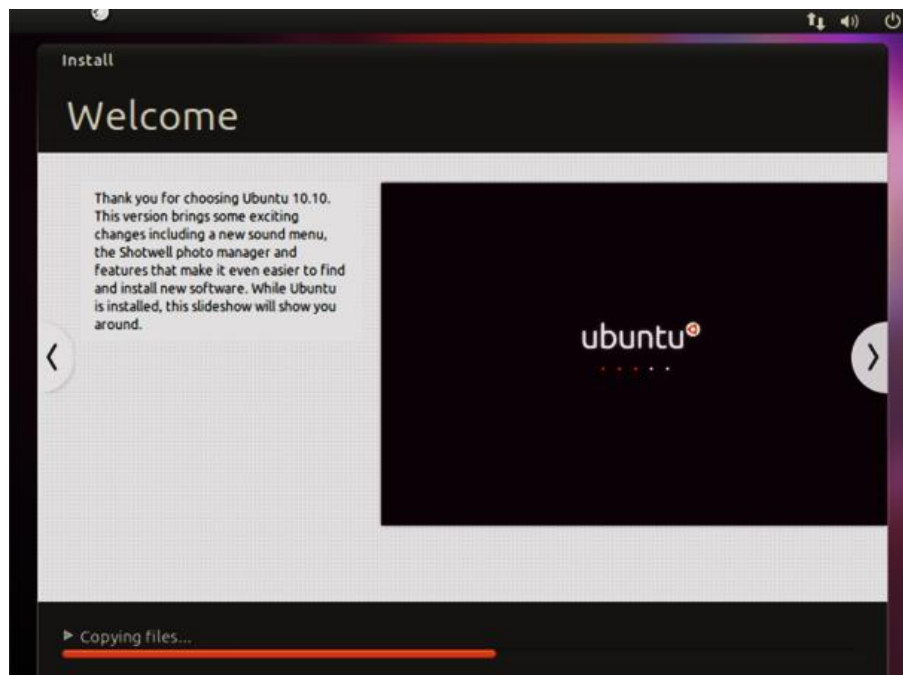 Install
Welcome
Thank you for choosing Ubuntu 10.10.
This version brings some exciting
changes including a new sound menu,
the Shotwell photo manager and
features that make it even easier to find
and install new software. While Ubuntu
is installed, this slideshow will show you
around.
ubuntu
Copying files...